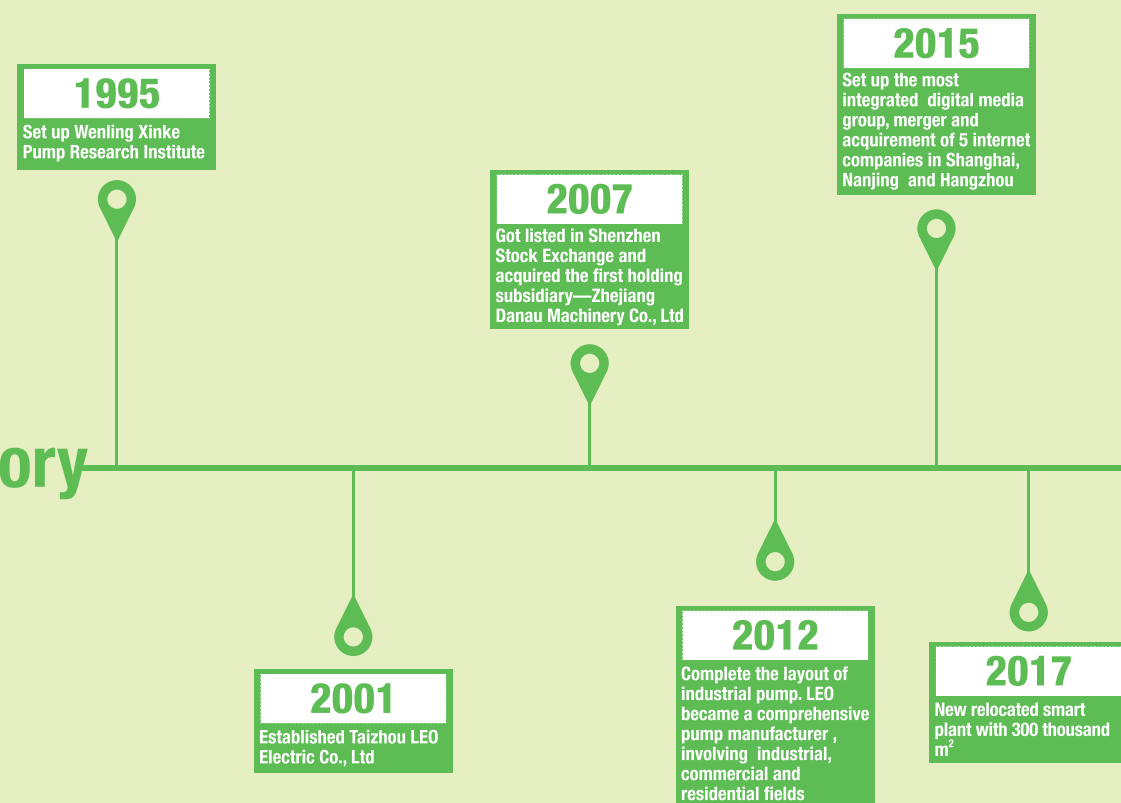 2015
Set up the most
integrated digital media
group, merger and
acquirement of 5 internet
companies in Shanghai,
Nanjing and Hangzhou
1995
Set up Wenling Xinke
Pump Research Institute
2007
Got listed in Shenzhen
Stock Exchange and
acquired the first holding
subsidiary—Zhejiang
Danau Machinery Co., Ltd
ory
2001
Established Taizhou LEO
Electric Co., Ltd
2012
Complete the layout of
industrial pump. LEO
became a comprehensive
pump manufacturer ,
involving industrial,
commercial and
residential fields
2017
New relocated smart
plant with 300 thousand
m²